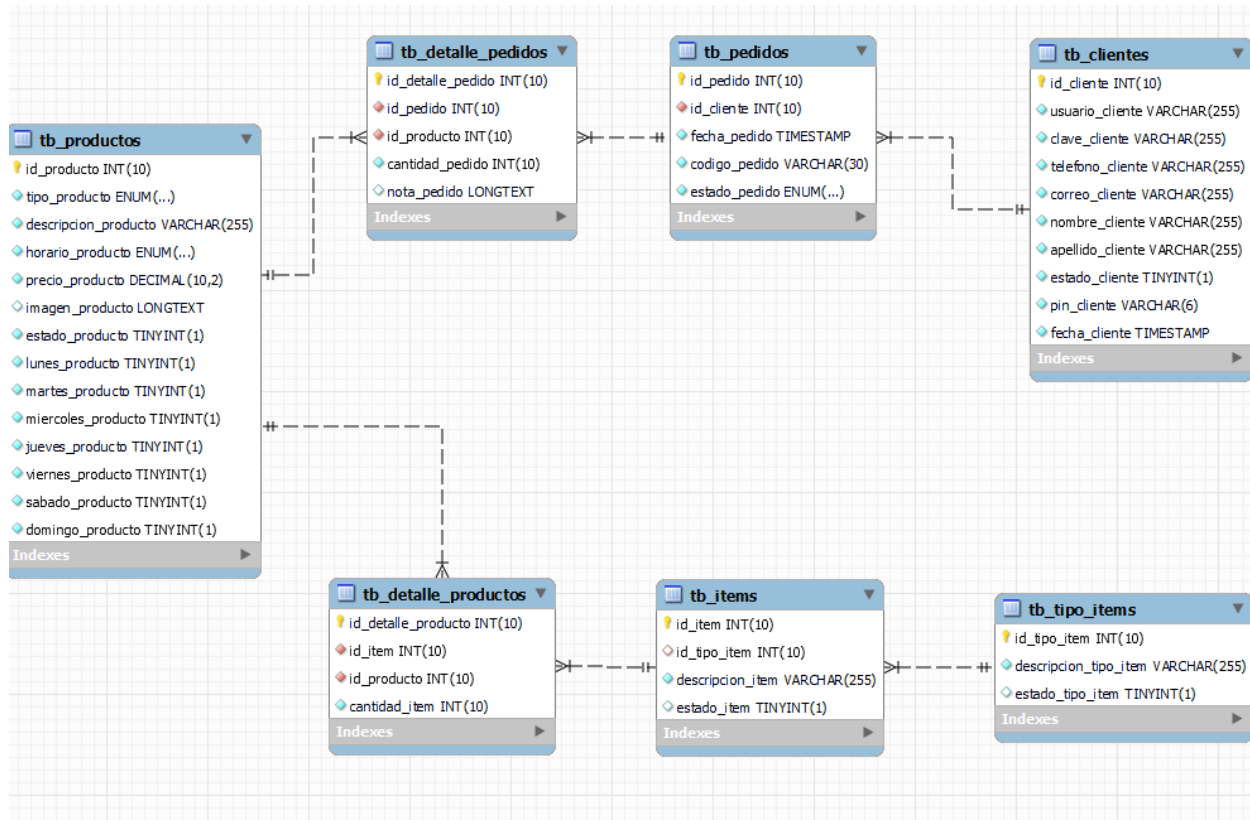 tb_detalle_pedidos
id_detalle_pedido INT(10)
id_pedido INT(10)
id_producto INT(10)
cantidad_pedido INT(10)
nota_pedido LONGTEXT
Indexes
tb_pedidos
id_pedido INT(10)
id_cliente INT(10)
fecha_pedido TIMESTAMP
codigo_pedido VARCHAR(30)
estado_pedido ENUM(...)
Indexes
tb_clientes
id_cliente INT(10)
usuario_cliente VARCHAR(255)
clave_cliente VARCHAR(255)
telefono_cliente VARCHAR(255)
correo_cliente VARCHAR(255)
nombre_cliente VARCHAR(255)
apellido_cliente VARCHAR(255)
estado_cliente TINYINT(1)
pin_cliente VARCHAR(6)
fecha_cliente TIMESTAMP
Indexes
tb_productos
id_producto INT(10)
tipo_producto ENUM(...)
descripcion_producto VARCHAR(255)
horario_producto ENUM(...)
precio_producto DECIMAL(10,2)
imagen_producto LONGTEXT
estado_producto TINYINT(1)
lunes_producto TINYINT(1)
martes_producto TINYINT(1)
miercoles_producto TINYINT(1)
jueves_producto TINYINT(1)
viernes_producto TINYINT(1)
sabado_producto TINYINT(1)
domingo_producto TINYINT(1)
Indexes
tb_detalle_productos
id_detalle_producto INT(10)
id_item INT(10)
id_producto INT(10)
cantidad_item INT(10)
Indexes
tb_items
id_item INT(10)
id_tipo_item INT(10)
descripcion_item VARCHAR(255)
estado_item TINYINT(1)
Indexes
tb_tipo_items
id_tipo_item INT(10)
descripcion_tipo_item VARCHAR(255)
estado_tipo_item TINYINT(1)
Indexes